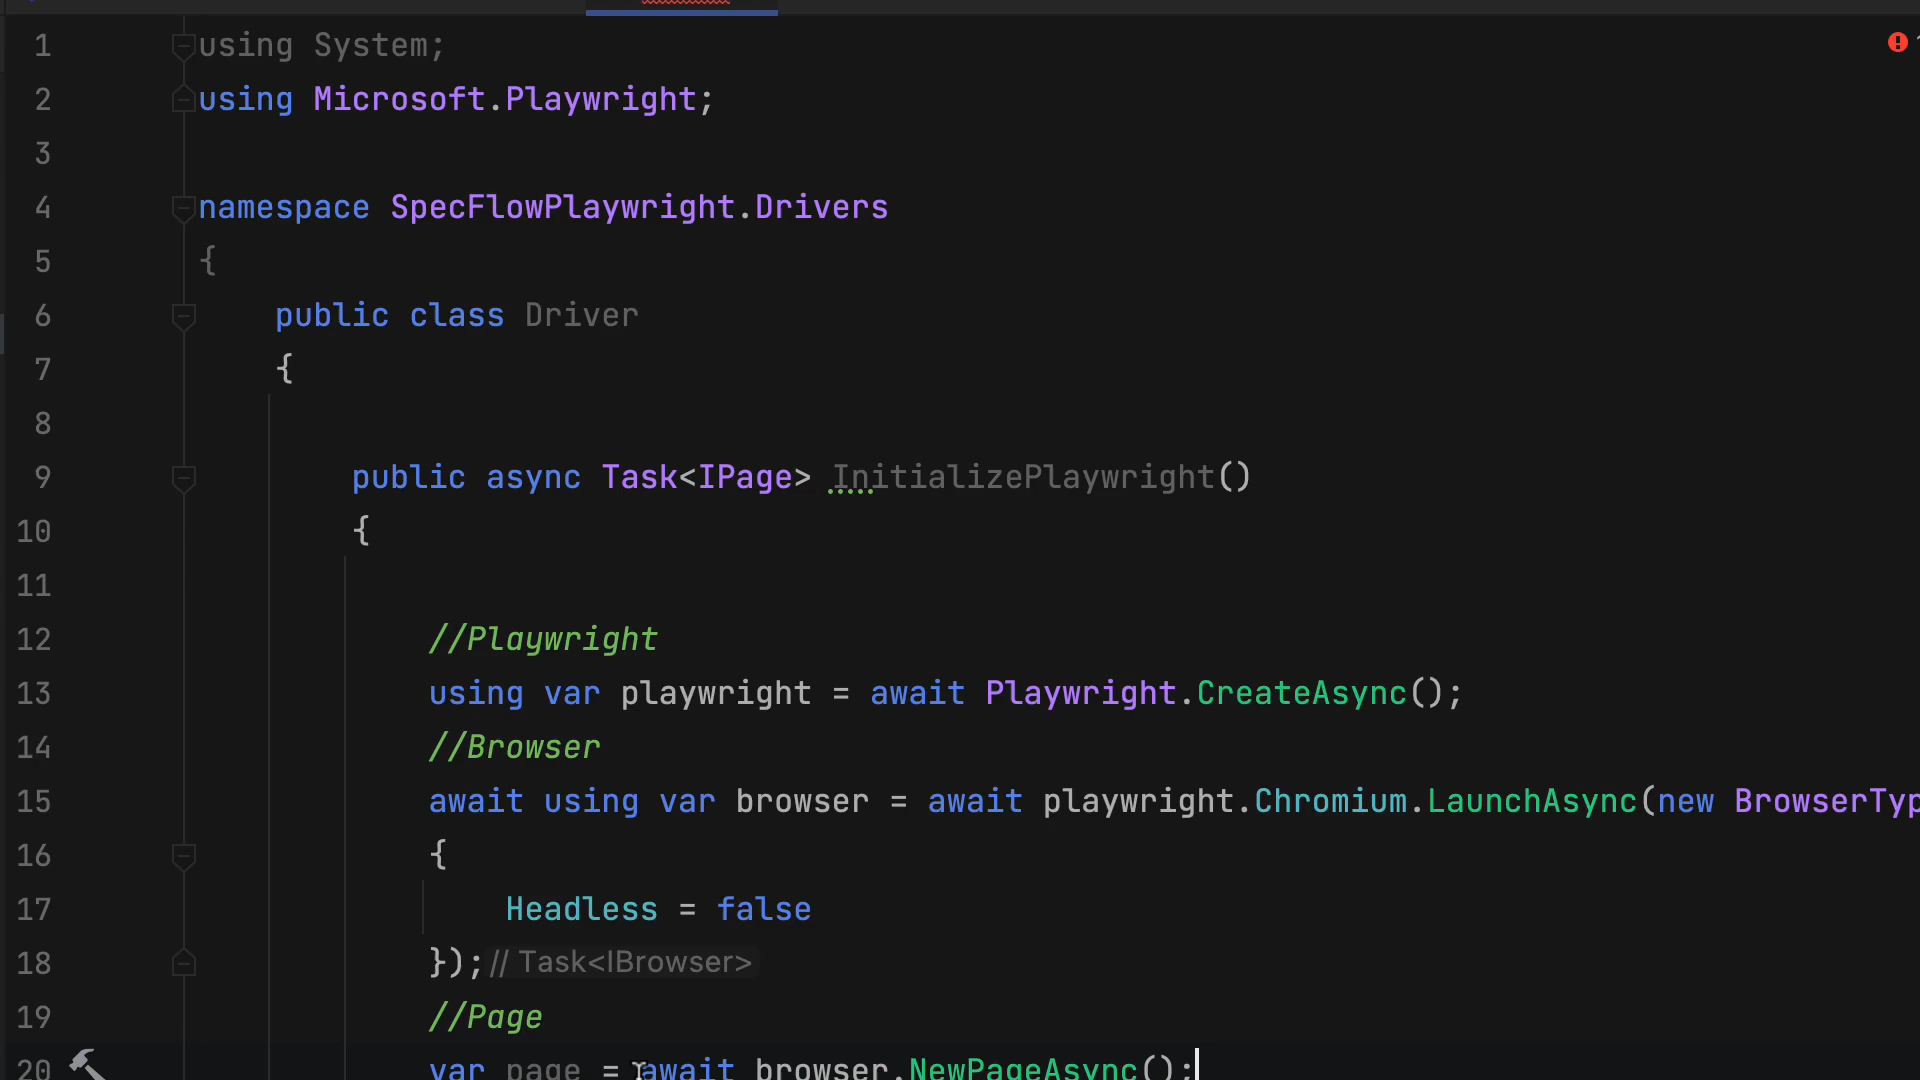 1 using System;
2 using Microsoft.Playwright;
3
4 namespace SpecFlowPlaywright.Drivers
5 {
6 public class Driver
7 {
8
9 public async Task<IPage> InitializePlaywright()
10 {
11
12 //Playwright
13 using var playwright = await Playwright.CreateAsync();
14 //Browser
15 await using var browser = await playwright.Chromium.LaunchAsync(new BrowserTyp
16 {
17 Headless = false
18 }); // Task<IBrowser>
19 //Page
20 var page = await browser.NewPageAsync();